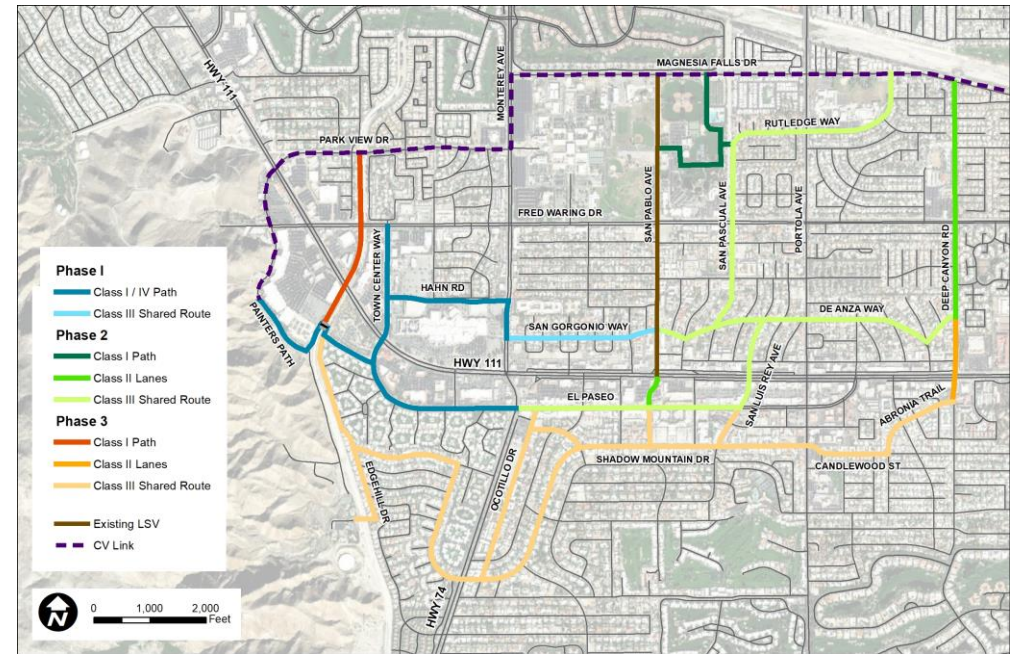 HWY 111
MONTEREY AVE
MAGNESIA FALLS DR
PARK VIEW DR
RUTLEDGE WAY
SAN PABLO AVE
SAN PASCUAL AVE
PORTOLA AVE
FRED WARING DR
DEEP CANYON RD
TOWN CENTER WAY
HAHN RD
PAINTERS PATH
SAN GORGONIO WAY
DE ANZA WAY
HWY 111
EL PASEO
SAN LUIS REY AVE
ABRONIA TRAIL
OCOTILLO DR
SHADOW MOUNTAIN DR
CANDLEWOOD ST
EDGEHILL DR
HWY 74
Phase I
Class I / IV Path
Class III Shared Route
Phase 2
Class I Path
Class II Lanes
Class III Shared Route
Phase 3
Class I Path
Class II Lanes
Class III Shared Route
Existing LSV
CV Link
N
0 1,000 2,000
Feet